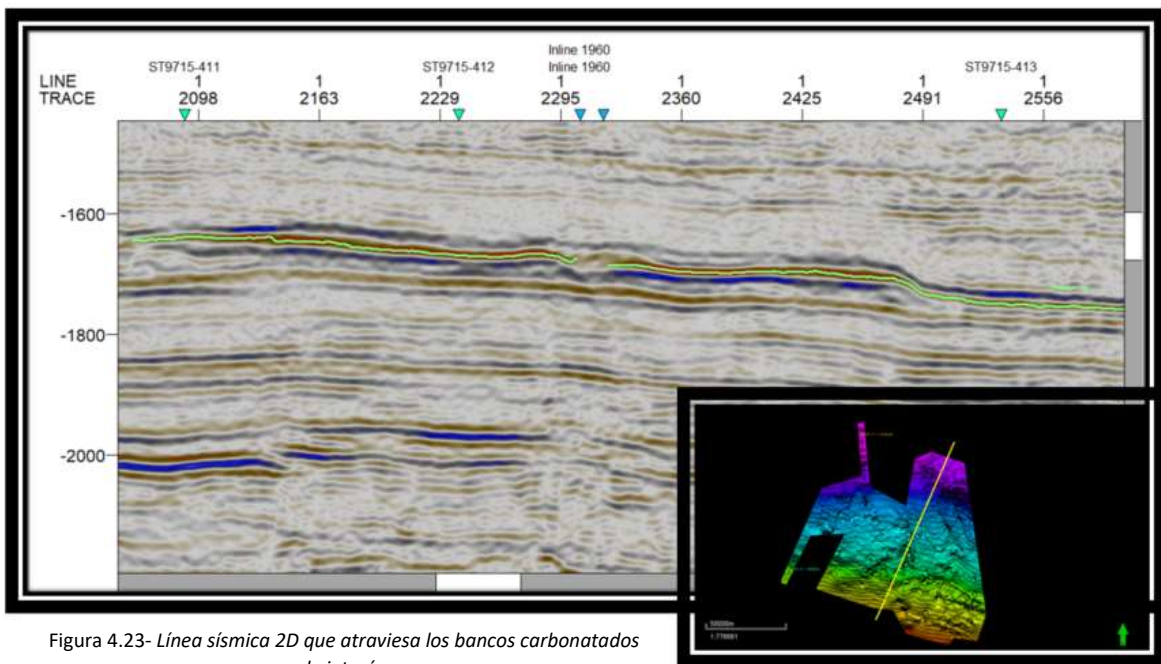 Inline 1960
ST9715-411 ST9715-412 Inline 1960 ST9715-413
LINE 1 1 1 1 1 1 1 1
TRACE 2098 2163 2229 2295 2360 2425 2491 2556
-1600
-1800
-2000
Figura 4.23- Línea sísmica 2D que atraviesa los bancos carbonatados